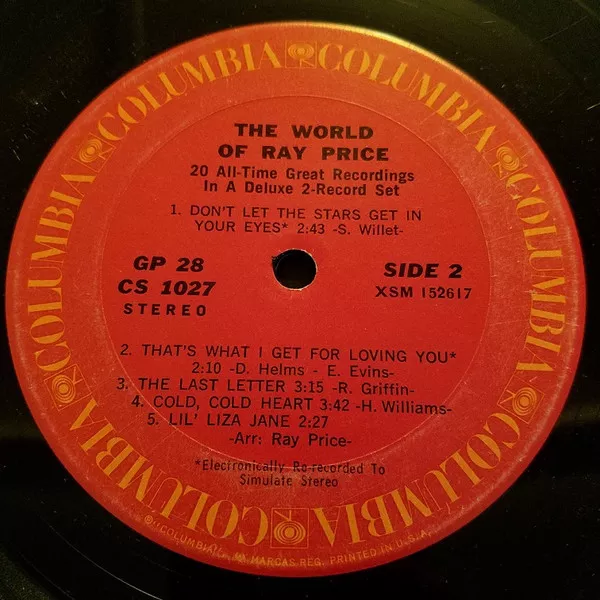 COLUMBIA COLUMBIA COLUMBIA COLUMBIA COLUMBIA COLUMBIA
THE WORLD
OF RAY PRICE
20 All-Time Great Recordings
In A Deluxe 2-Record Set
1. DON'T LET THE STARS GET IN
YOUR EYES* 2:43 -S. Willet-
GP 28
CS 1027
STEREO
SIDE 2
XSM 152617
2. THAT'S WHAT I GET FOR LOVING YOU*
2:10 -D. Helms - E. Evins-
3. THE LAST LETTER 3:15 -R. Griffin-
4. COLD, COLD HEART 3:42 -H. Williams-
5. LIL' LIZA JANE 2:27
-Arr: Ray Price-
*Electronically Re-recorded To
Simulate Stereo
"COLUMBIA", MARCAS REG. PRINTED IN U.S.A.